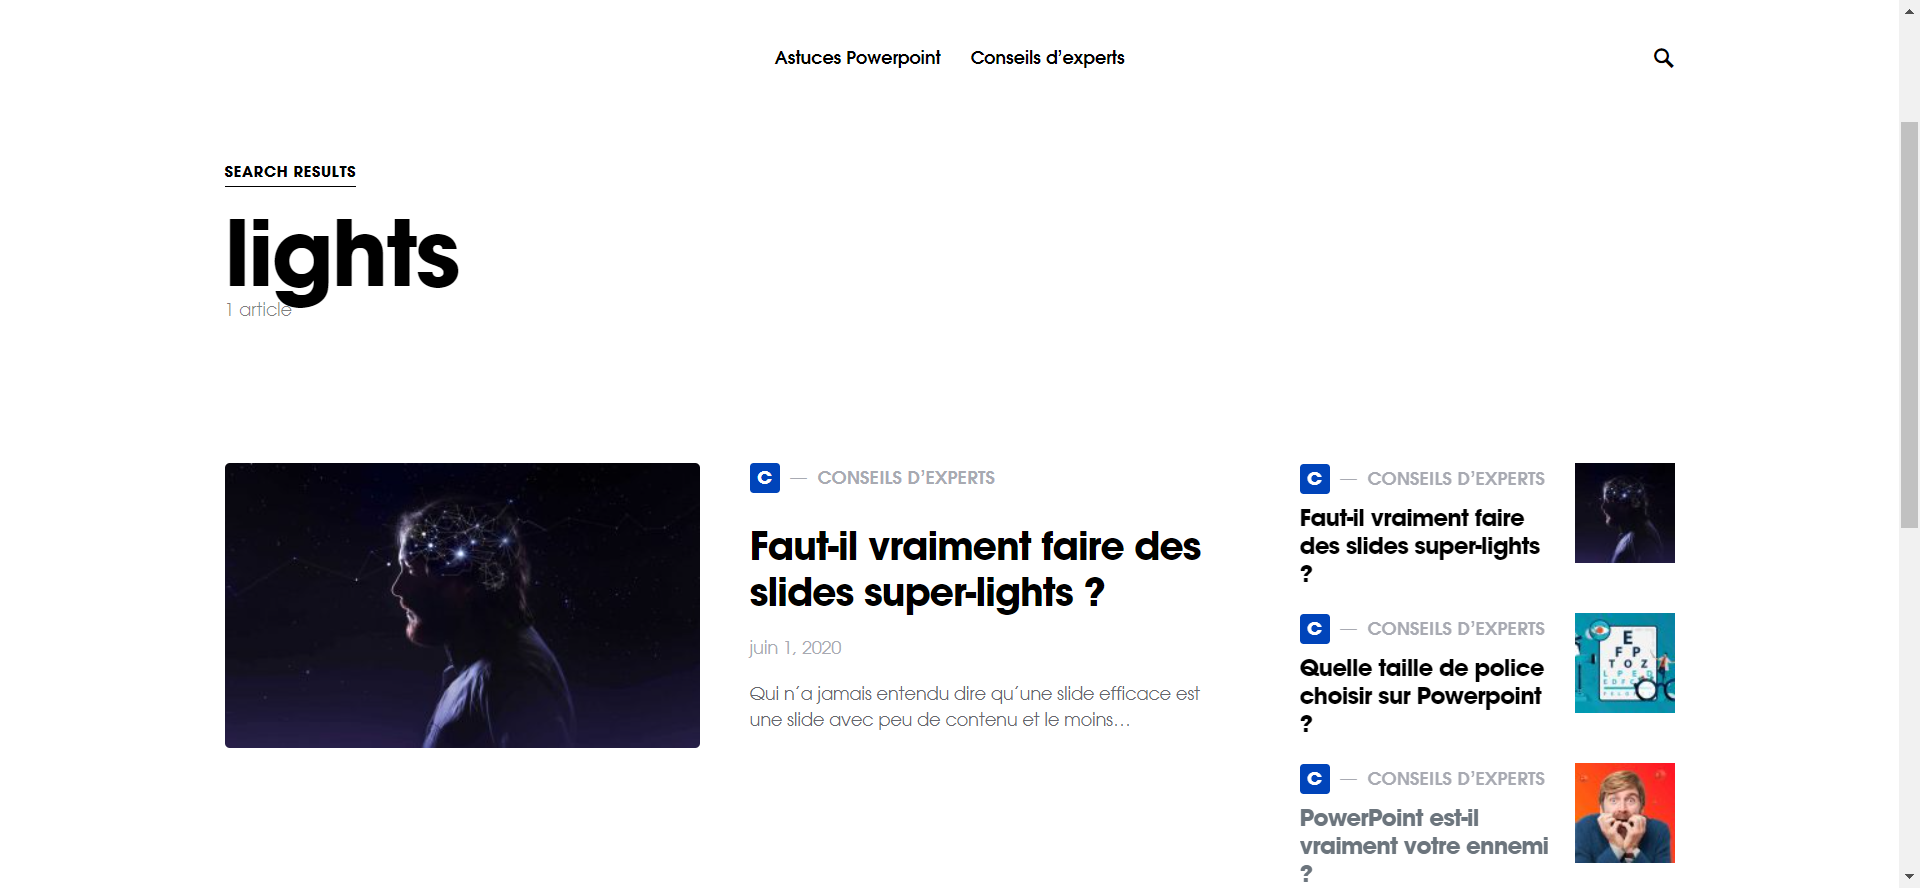 Astuces Powerpoint
Conseils d’experts
SEARCH RESULTS
lights
1 article
C — CONSEILS D’EXPERTS
Faut-il vraiment faire des
slides super-lights ?
juin 1, 2020
Qui n´a jamais entendu dire qu´une slide efficace est
une slide avec peu de contenu et le moins…
C — CONSEILS D’EXPERTS
Faut-il vraiment faire
des slides super-lights
?
C — CONSEILS D’EXPERTS
Quelle taille de police
choisir sur Powerpoint
?
E
F P
T O Z
L P E D
C — CONSEILS D’EXPERTS
PowerPoint est-il
vraiment votre ennemi
?